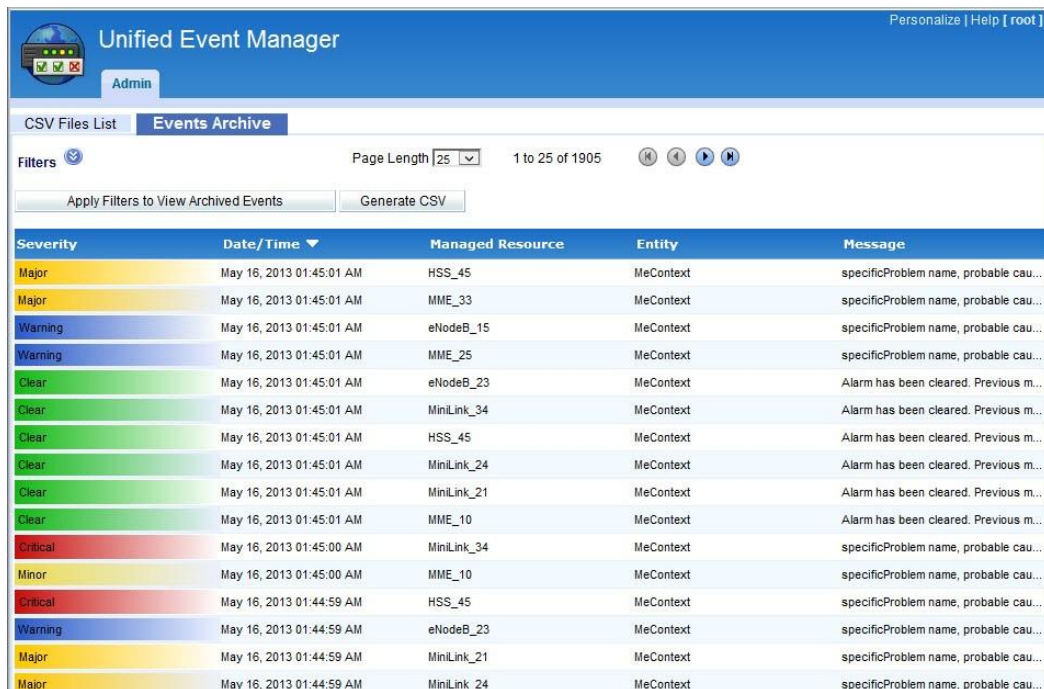 Personalize | Help [ root ]
Unified Event Manager
Admin
CSV Files List Events Archive
Filters Page Length 25 1 to 25 of 1905
Apply Filters to View Archived Events Generate CSV
Severity Date/Time Managed Resource Entity Message
Major May 16, 2013 01:45:01 AM HSS_45 MeContext specificProblem name, probable cau...
Major May 16, 2013 01:45:01 AM MME_33 MeContext specificProblem name, probable cau...
Warning May 16, 2013 01:45:01 AM eNodeB_15 MeContext specificProblem name, probable cau...
Warning May 16, 2013 01:45:01 AM MME_25 MeContext specificProblem name, probable cau...
Clear May 16, 2013 01:45:01 AM eNodeB_23 MeContext Alarm has been cleared. Previous m...
Clear May 16, 2013 01:45:01 AM MiniLink_34 MeContext Alarm has been cleared. Previous m...
Clear May 16, 2013 01:45:01 AM HSS_45 MeContext Alarm has been cleared. Previous m...
Clear May 16, 2013 01:45:01 AM MiniLink_24 MeContext Alarm has been cleared. Previous m...
Clear May 16, 2013 01:45:01 AM MiniLink_21 MeContext Alarm has been cleared. Previous m...
Clear May 16, 2013 01:45:01 AM MME_10 MeContext Alarm has been cleared. Previous m...
Critical May 16, 2013 01:45:00 AM MiniLink_34 MeContext specificProblem name, probable cau...
Minor May 16, 2013 01:45:00 AM MME_10 MeContext specificProblem name, probable cau...
Critical May 16, 2013 01:44:59 AM HSS_45 MeContext specificProblem name, probable cau...
Warning May 16, 2013 01:44:59 AM eNodeB_23 MeContext specificProblem name, probable cau...
Major May 16, 2013 01:44:59 AM MiniLink_21 MeContext specificProblem name, probable cau...
Major May 16, 2013 01:44:59 AM MiniLink_24 MeContext specificProblem name, probable cau...